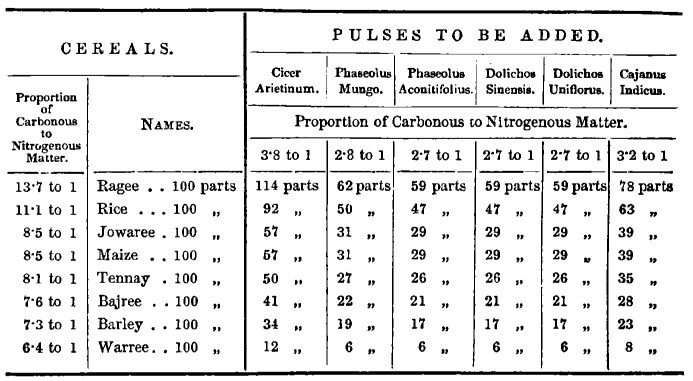 CEREALS.
PULSES TO BE ADDED.
Cicer Arietinum.
Phaseolus Mungo.
Phaseolus Aconitifolius.
Dolichos Sinensis.
Dolichos Uniflorus.
Cajanus Indicus.
Proportion
of
Carbonous
to
Nitrogenous
Matter.
NAMES.
Proportion of Carbonous to Nitrogenous Matter.
3·8 to 1 2·8 to 1 2·7 to 1 2·7 to 1 2·7 to 1 3·2 to 1
13·7 to 1 Ragee . . 100 parts 114 parts 62 parts 59 parts 59 parts 59 parts 78 parts
11·1 to 1 Rice . . . 100 „ 92 „ 50 „ 47 „ 47 „ 47 „ 63 „
8·5 to 1 Jowaree . 100 „ 57 „ 31 „ 29 „ 29 „ 29 „ 39 „
8·5 to 1 Maize . . 100 „ 57 „ 31 „ 29 „ 29 „ 29 „ 39 „
8·1 to 1 Tennay . 100 „ 50 „ 27 „ 26 „ 26 „ 26 „ 35 „
7·6 to 1 Bajree . . 100 „ 41 „ 22 „ 21 „ 21 „ 21 „ 28 „
7·3 to 1 Barley . . 100 „ 34 „ 19 „ 17 „ 17 „ 17 „ 23 „
6·4 to 1 Warree. . 100 „ 12 „ 6 „ 6 „ 6 „ 6 „ 8 „